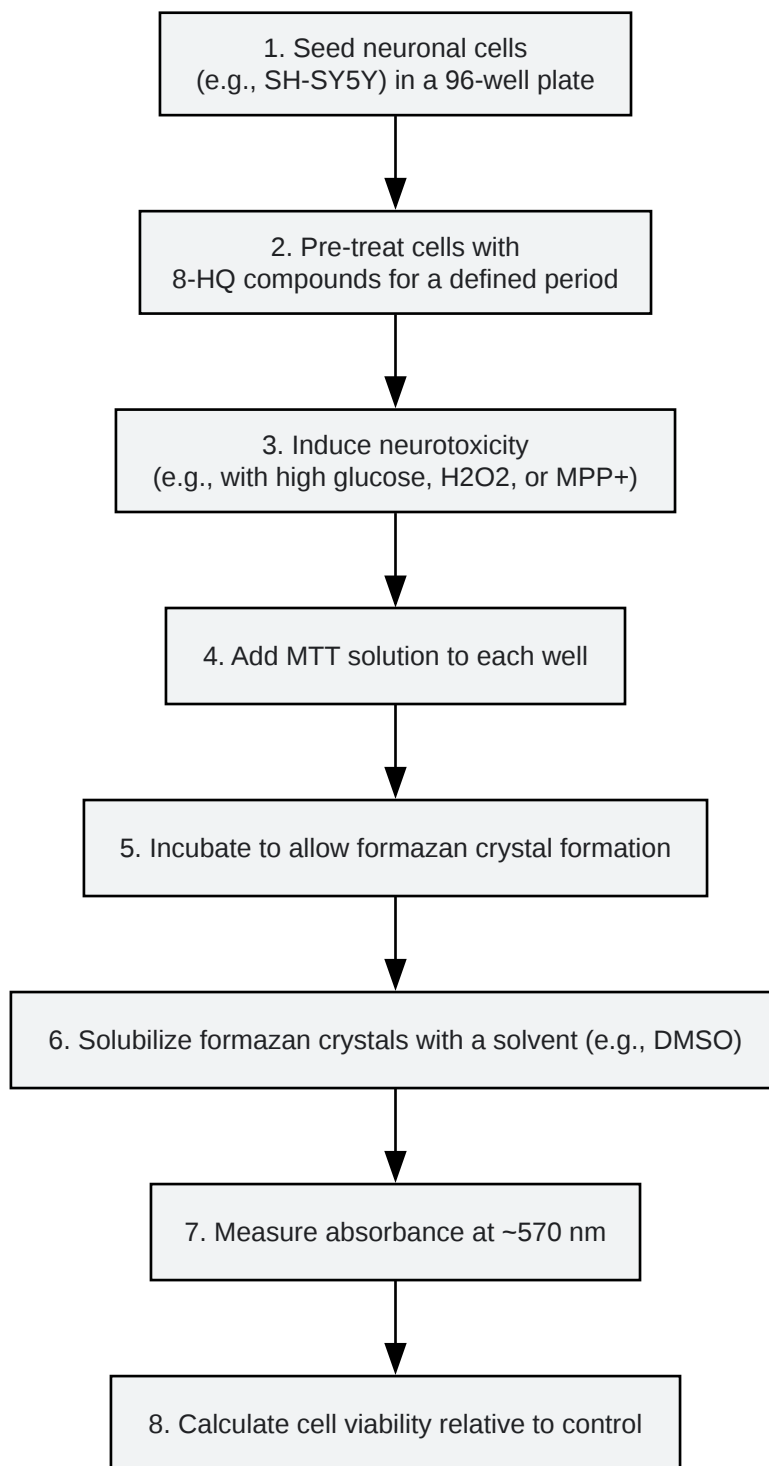 1. Seed neuronal cells
(e.g., SH-SY5Y) in a 96-well plate
2. Pre-treat cells with
8-HQ compounds for a defined period
3. Induce neurotoxicity
(e.g., with high glucose, H2O2, or MPP+)
4. Add MTT solution to each well
5. Incubate to allow formazan crystal formation
6. Solubilize formazan crystals with a solvent (e.g., DMSO)
7. Measure absorbance at ~570 nm
8. Calculate cell viability relative to control